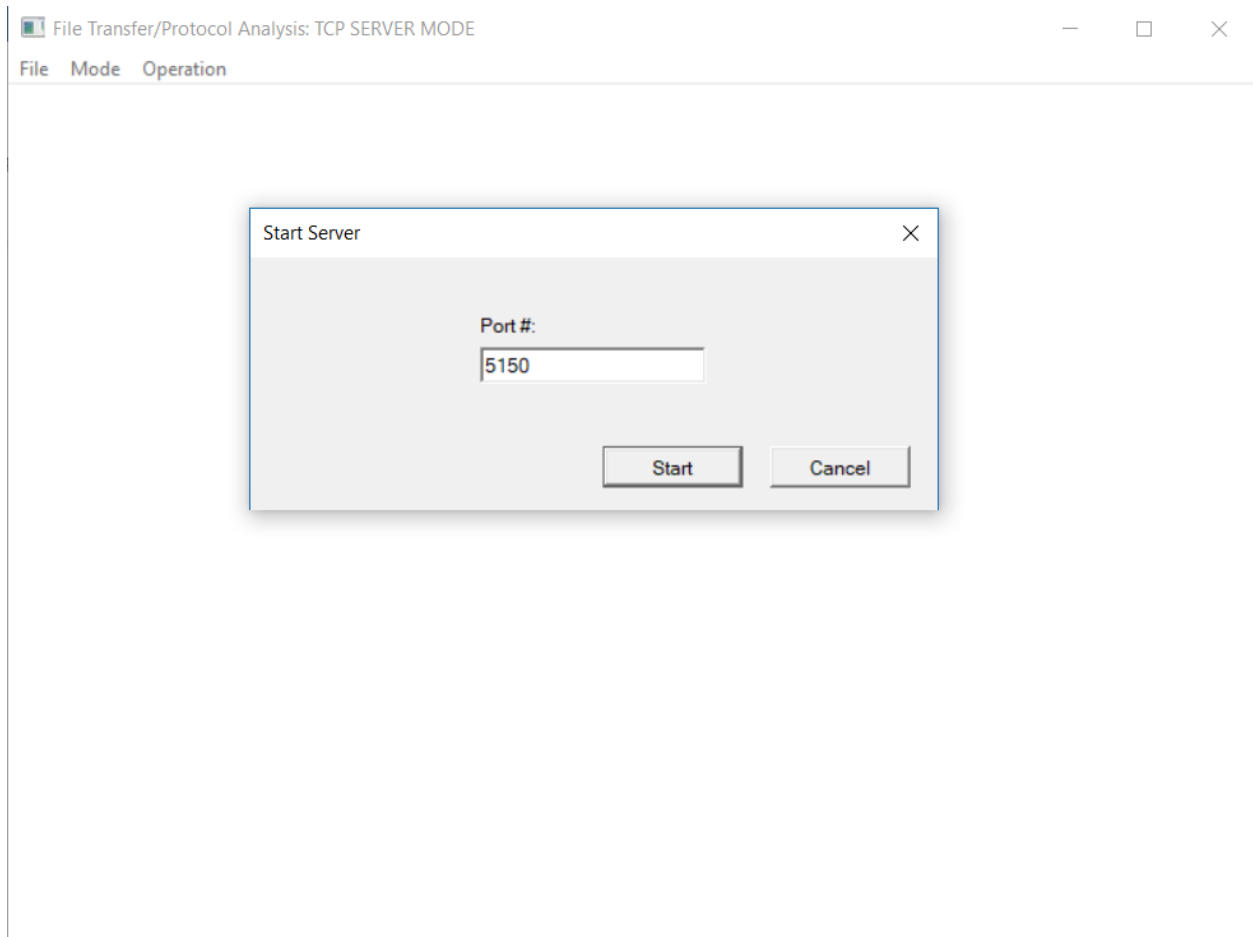 File Transfer/Protocol Analysis: TCP SERVER MODE
File Mode Operation
Start Server
Port #:
5150
Start Cancel